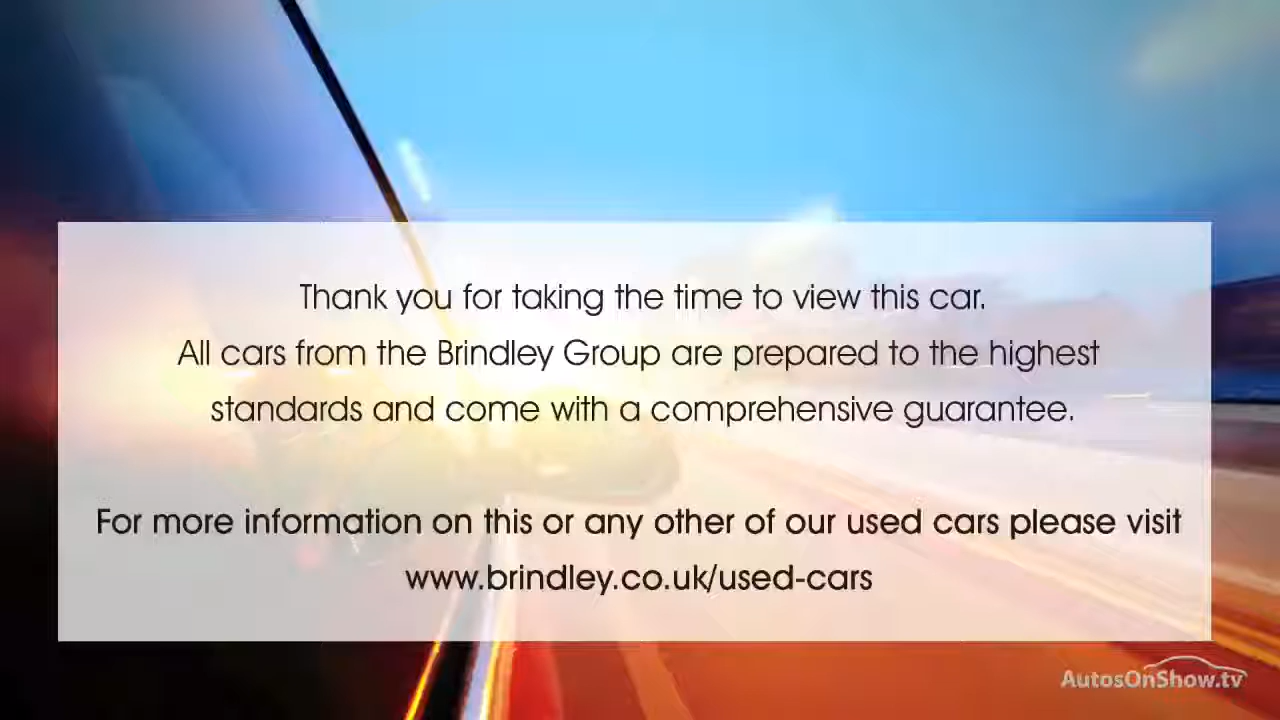 Thank you for taking the time to view this car.
All cars from the Brindley Group are prepared to the highest
standards and come with a comprehensive guarantee.
For more information on this or any other of our used cars please visit
www.brindley.co.uk/used-cars
AutosOnShow.tv